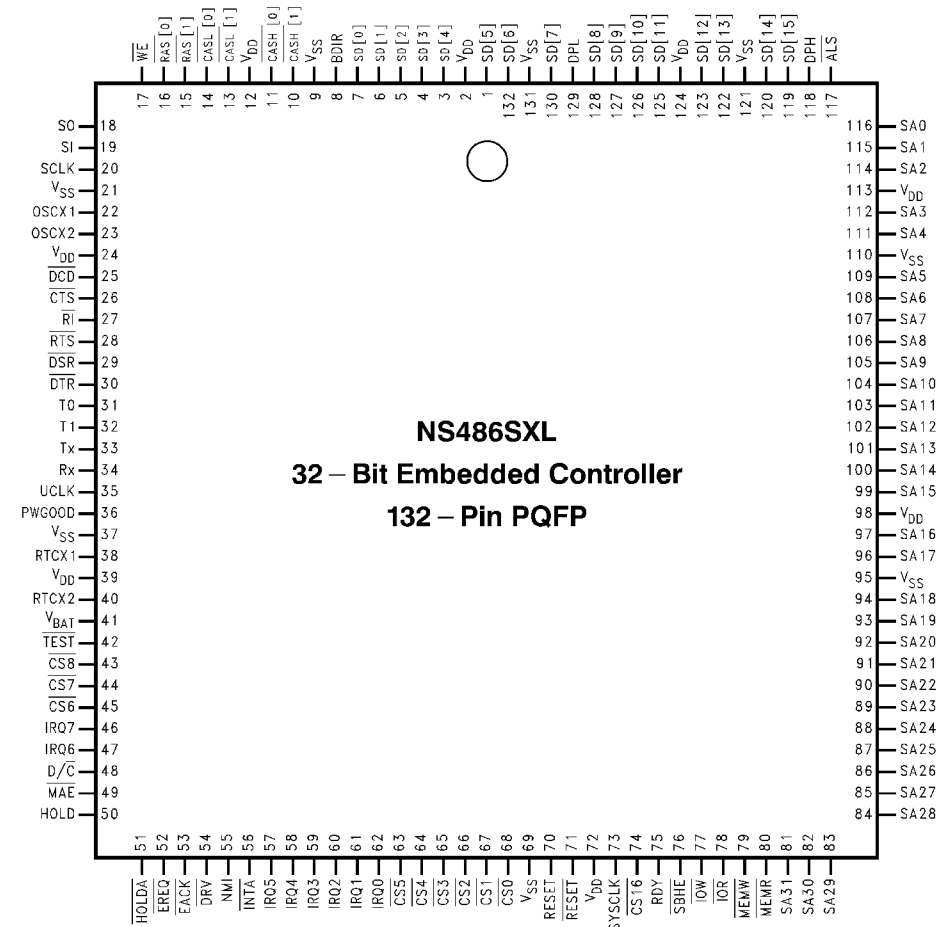 WE RAS [0] RAS [1] CASL [0] CASL [1] VDD CASH [0] CASH [1] VSS BDIR SD[0] SD[1] SD[2] SD[3] SD[4] VDD SD[5] SD[6] VSS SD[7] DPL SD[8] SD[9] SD[10] SD[11] VDD SD[12] SD[13] VSS SD[14] SD[15] DPH ALS
17 16 15 14 13 12 11 10 9 8 7 6 5 4 3 2 1 132 131 130 129 128 127 126 125 124 123 122 121 120 119 118 117
SO 18
SI 19
SCLK 20
VSS 21
OSCX1 22
OSCX2 23
VDD 24
DCD 25
CTS 26
RI 27
RTS 28
DSR 29
DTR 30
T0 31
T1 32
Tx 33
Rx 34
UCLK 35
PWGOOD 36
VSS 37
RTCX1 38
VDD 39
RTCX2 40
VBAT 41
TEST 42
CS8 43
CS7 44
CS6 45
IRQ7 46
IRQ6 47
D/C 48
MAE 49
HOLD 50
NS486SXL
32 – Bit Embedded Controller
132 – Pin PQFP
116 SA0
115 SA1
114 SA2
113 VDD
112 SA3
111 SA4
110 VSS
109 SA5
108 SA6
107 SA7
106 SA8
105 SA9
104 SA10
103 SA11
102 SA12
101 SA13
100 SA14
99 SA15
98 VDD
97 SA16
96 SA17
95 VSS
94 SA18
93 SA19
92 SA20
91 SA21
90 SA22
89 SA23
88 SA24
87 SA25
86 SA26
85 SA27
84 SA28
51 52 53 54 55 56 57 58 59 60 61 62 63 64 65 66 67 68 69 70 71 72 73 74 75 76 77 78 79 80 81 82 83
HOLDA EREQ EACK DRV NMI INTA IRQ5 IRQ4 IRQ3 IRQ2 IRQ1 IRQ0 CS5 CS4 CS3 CS2 CS1 CS0 VSS RESET RESET VDD SYSCLK CS16 RDY SBHE IOW IOR MEMW MEMR SA31 SA30 SA29